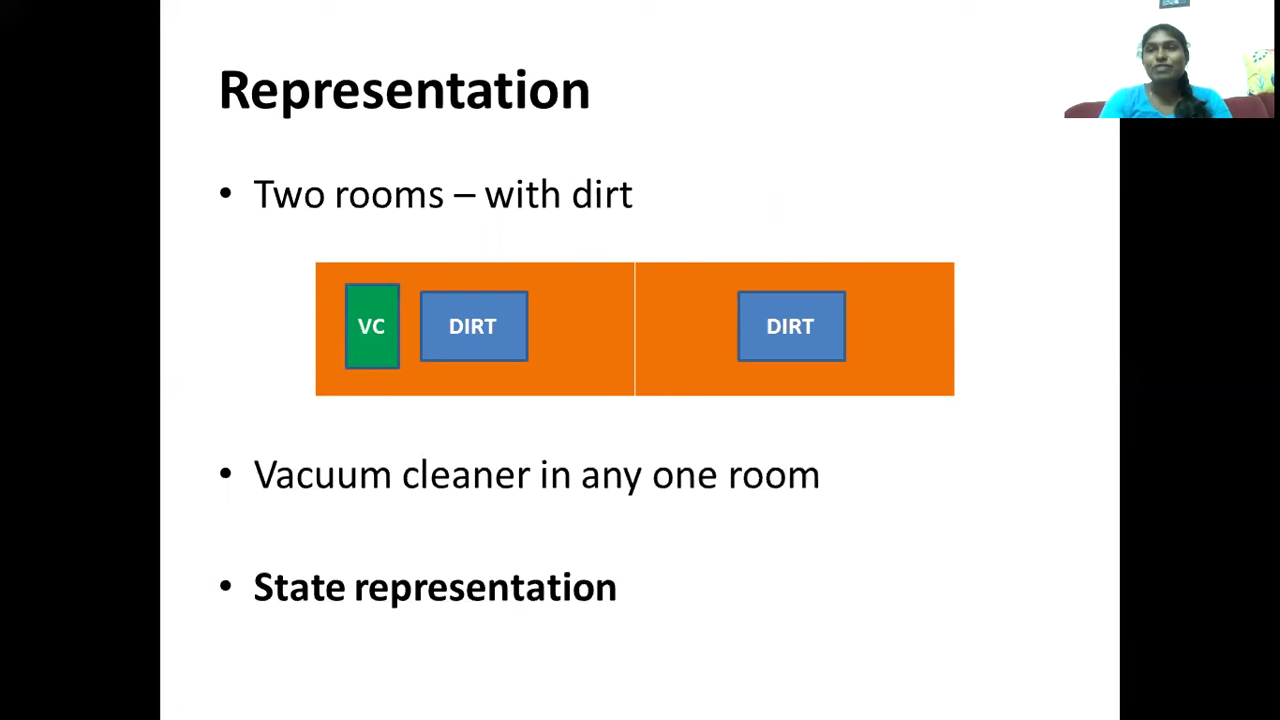 Representation
• Two rooms – with dirt
VC DIRT DIRT
• Vacuum cleaner in any one room
• State representation